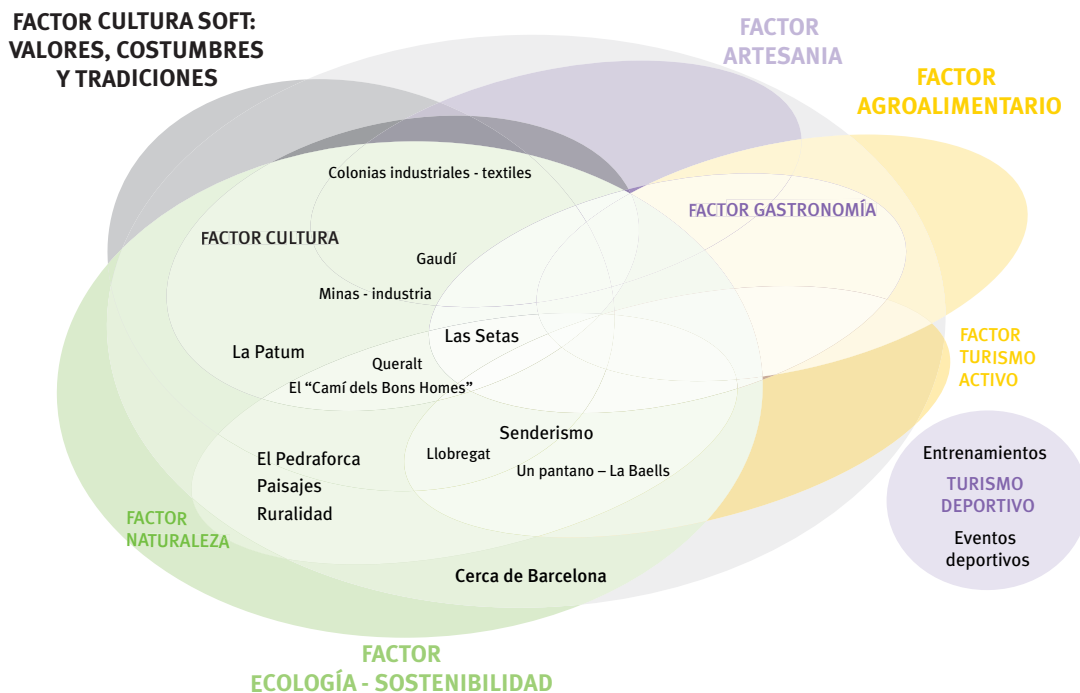 FACTOR CULTURA SOFT:
VALORES, COSTUMBRES
Y TRADICIONES
FACTOR
ARTESANIA
FACTOR
AGROALIMENTARIO
Colonias industriales - textiles
FACTOR GASTRONOMÍA
FACTOR CULTURA
Gaudí
Minas - industria
Las Setas
La Patum
Queralt
El “Camí dels Bons Homes”
FACTOR
TURISMO
ACTIVO
Senderismo
Llobregat
Un pantano – La Baells
El Pedraforca
Paisajes
Ruralidad
Entrenamientos
TURISMO
DEPORTIVO
Eventos
deportivos
FACTOR
NATURALEZA
Cerca de Barcelona
FACTOR
ECOLOGÍA - SOSTENIBILIDAD